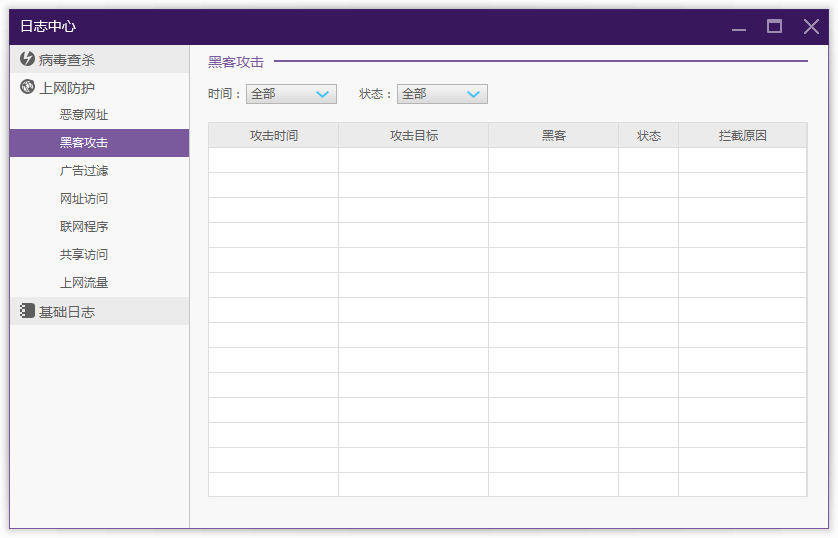 日志中心
病毒查杀
上网防护
恶意网址
黑客攻击
广告过滤
网址访问
联网程序
共享访问
上网流量
基础日志
黑客攻击
时间： 全部 状态： 全部
攻击时间 攻击目标 黑客 状态 拦截原因